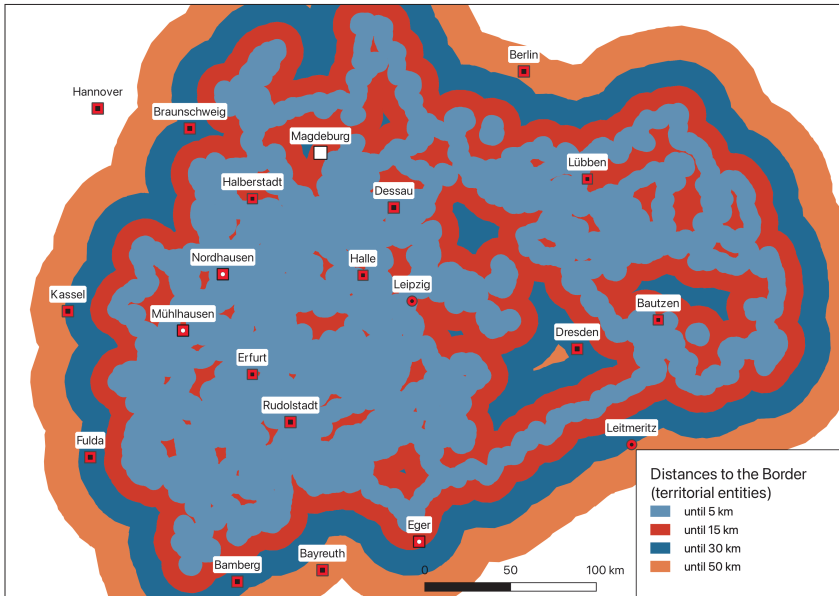 Berlin
Hannover
Braunschweig
Magdeburg
Lübben
Halberstadt
Dessau
Nordhausen
Halle
Leipzig
Kassel
Mühlhausen
Bautzen
Dresden
Erfurt
Rudolstadt
Leitmeritz
Fulda
Eger
Bayreuth
Bamberg
0 50 100 km
Distances to the Border
(territorial entities)
until 5 km
until 15 km
until 30 km
until 50 km